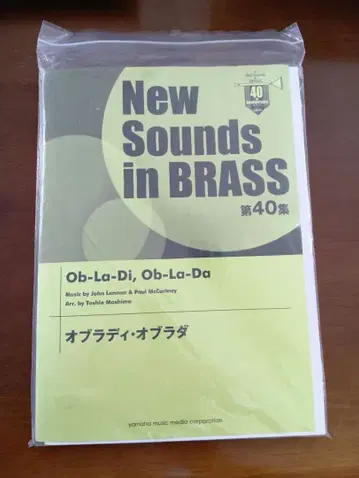 New
Sounds
in BRASS
第40集
40
Ob-La-Di, Ob-La-Da
Music by John Lennon & Paul McCartney
Arr. by Toshio Mashima
オブラディ・オブラダ
yamaha music media corporation